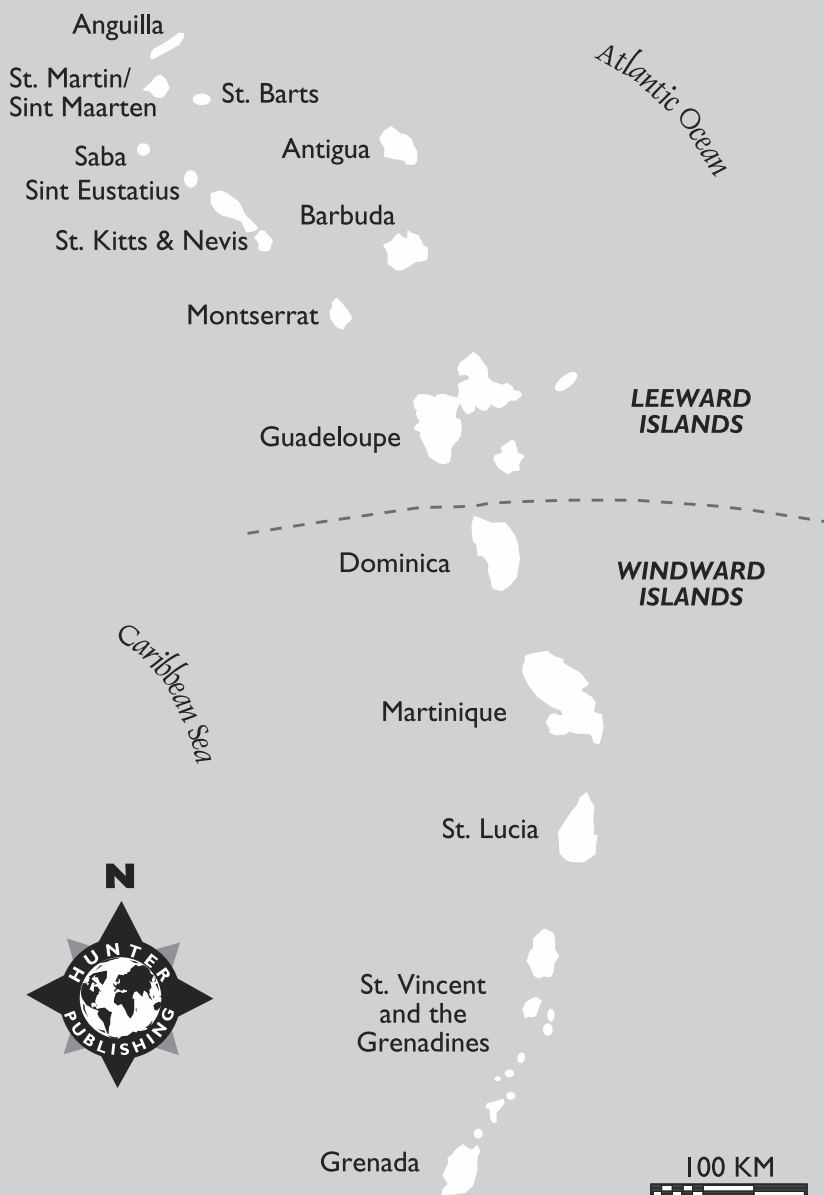 Anguilla
St. Martin/
Sint Maarten
St. Barts
Atlantic Ocean
Saba
Antigua
Sint Eustatius
Barbuda
St. Kitts & Nevis
Montserrat
LEEWARD
ISLANDS
Guadeloupe
Dominica
WINDWARD
ISLANDS
Caribbean Sea
Martinique
St. Lucia
N
HUNTER
PUBLISHING
St. Vincent
and the
Grenadines
Grenada
100 KM